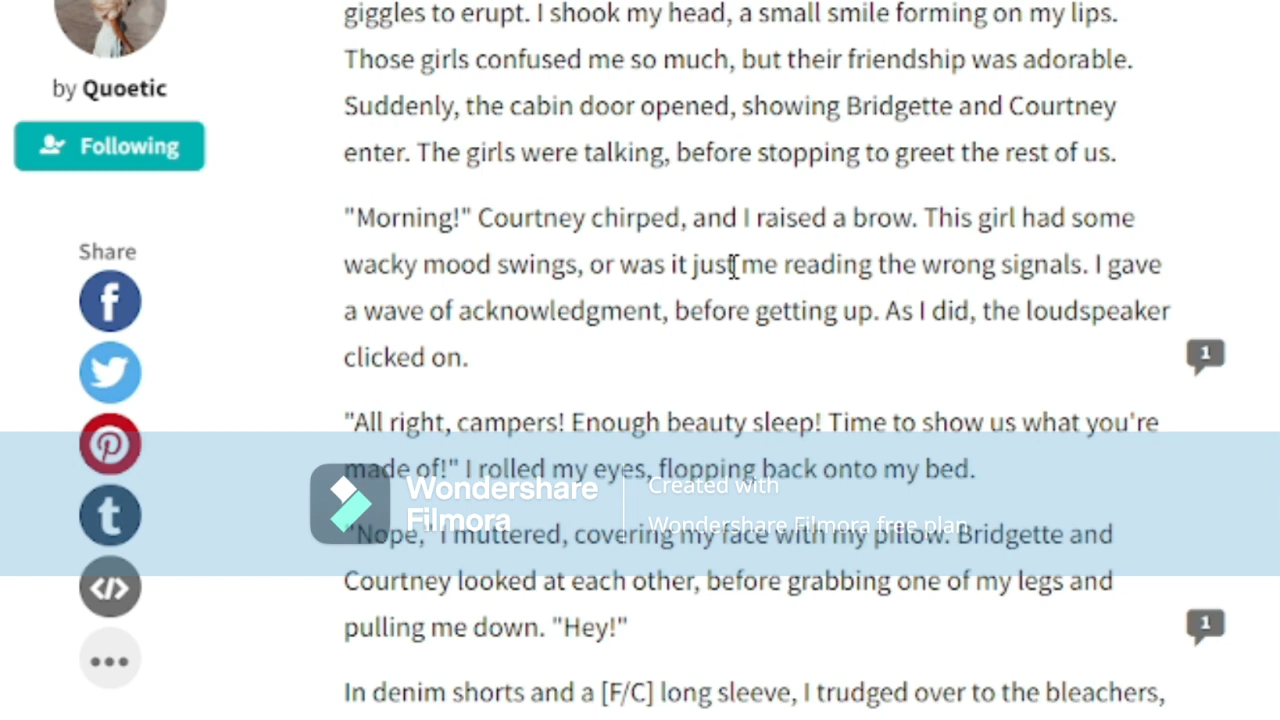 giggles to erupt. I shook my head, a small smile forming on my lips.
Those girls confused me so much, but their friendship was adorable.
by Quoetic
Suddenly, the cabin door opened, showing Bridgette and Courtney
Following
enter. The girls were talking, before stopping to greet the rest of us.
"Morning!" Courtney chirped, and I raised a brow. This girl had some
Share
wacky mood swings, or was it just me reading the wrong signals. I gave
a wave of acknowledgment, before getting up. As I did, the loudspeaker
clicked on.
1
"All right, campers! Enough beauty sleep! Time to show us what you're
made of!" I rolled my eyes, flopping back onto my bed.
Wondershare
Filmora
Created with
Wondershare Filmora free plan
"Nope," I muttered, covering my face with my pillow. Bridgette and
Courtney looked at each other, before grabbing one of my legs and
pulling me down. "Hey!"
1
In denim shorts and a [F/C] long sleeve, I trudged over to the bleachers,